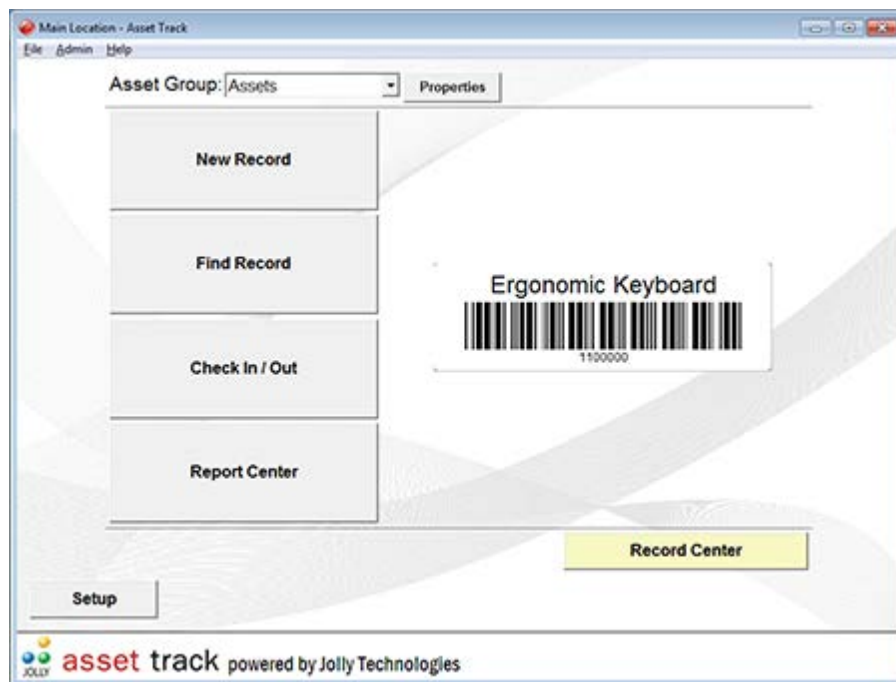 Main Location - Asset Track
File Admin Help
Asset Group: Assets Properties
New Record
Find Record
Ergonomic Keyboard
1100000
Check In / Out
Report Center
Record Center
Setup
JOLLY asset track powered by Jolly Technologies